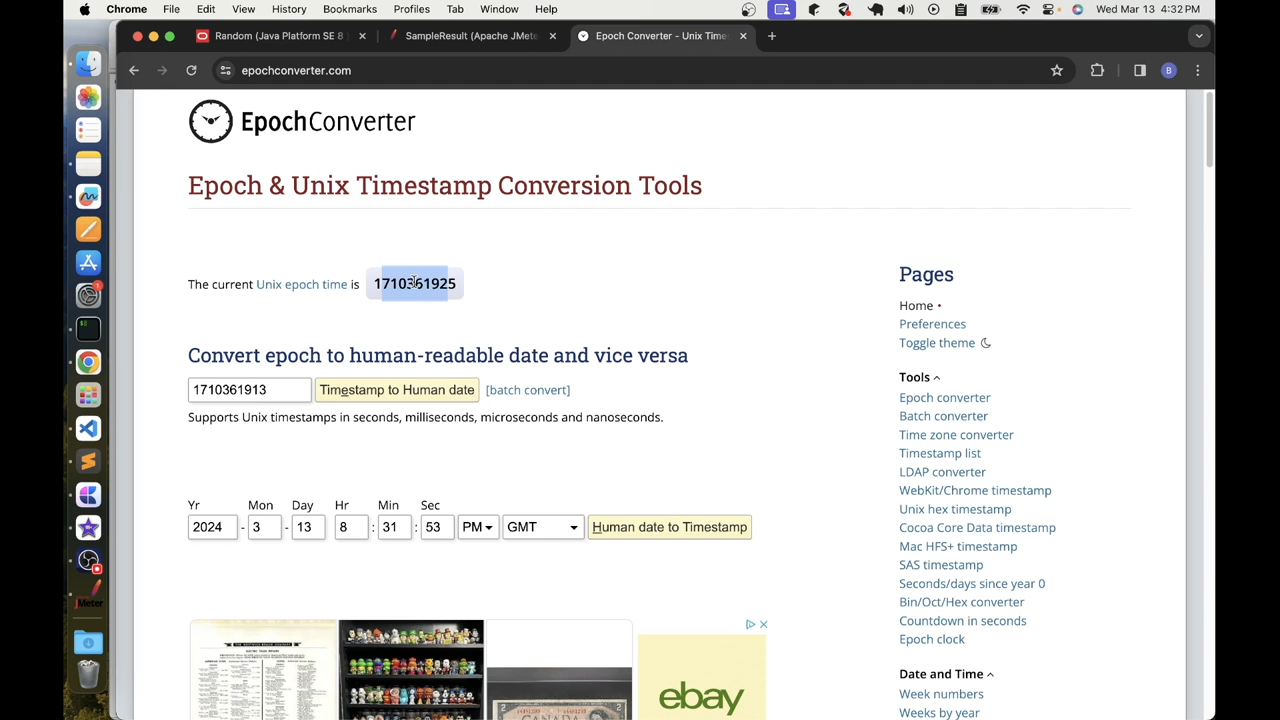 Chrome File Edit View History Bookmarks Profiles Tab Window Help Wed Mar 13 4:32 PM
Random (Java Platform SE 8 SampleResult (Apache JMete Epoch Converter - Unix Time
epochconverter.com B
EpochConverter
Epoch & Unix Timestamp Conversion Tools
The current Unix epoch time is 1710361925
Convert epoch to human-readable date and vice versa
1710361913 Timestamp to Human date [batch convert]
Supports Unix timestamps in seconds, milliseconds, microseconds and nanoseconds.
Yr Mon Day Hr Min Sec
2024 - 3 - 13 8 : 31 : 53 PM GMT Human date to Timestamp
ebay
CANADA
2
Pages
Home •
Preferences
Toggle theme
Tools
Epoch converter
Batch converter
Time zone converter
Timestamp list
LDAP converter
WebKit/Chrome timestamp
Unix hex timestamp
Cocoa Core Data timestamp
Mac HFS+ timestamp
SAS timestamp
Seconds/days since year 0
Bin/Oct/Hex converter
Countdown in seconds
Epoch clock
Date and Time
Week numbers
Weeks by year
1
JMeter